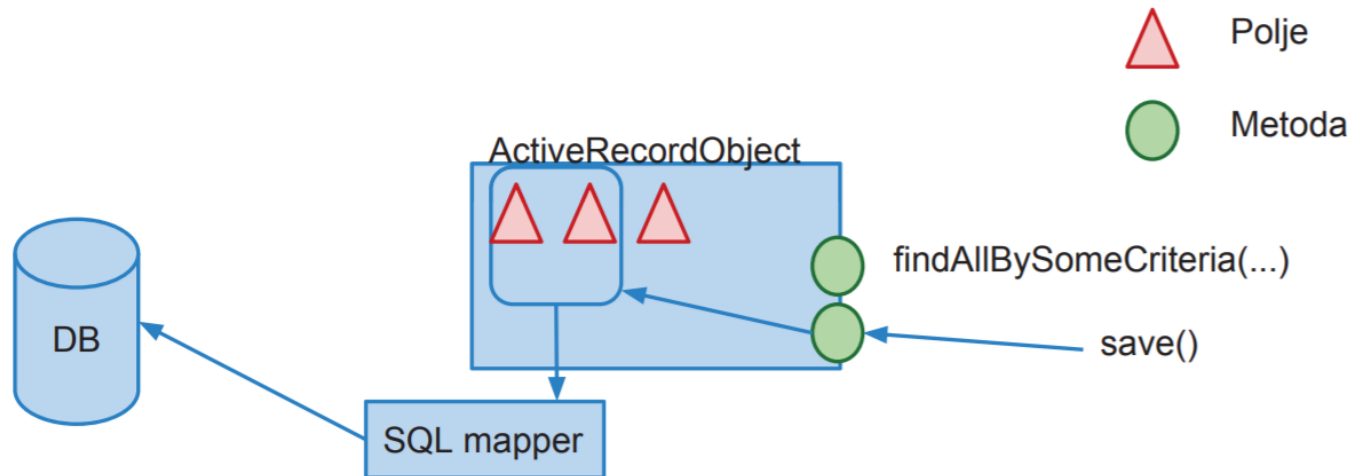 Polje
Metoda
ActiveRecordObject
findAllBySomeCriteria(...)
save()
DB
SQL mapper